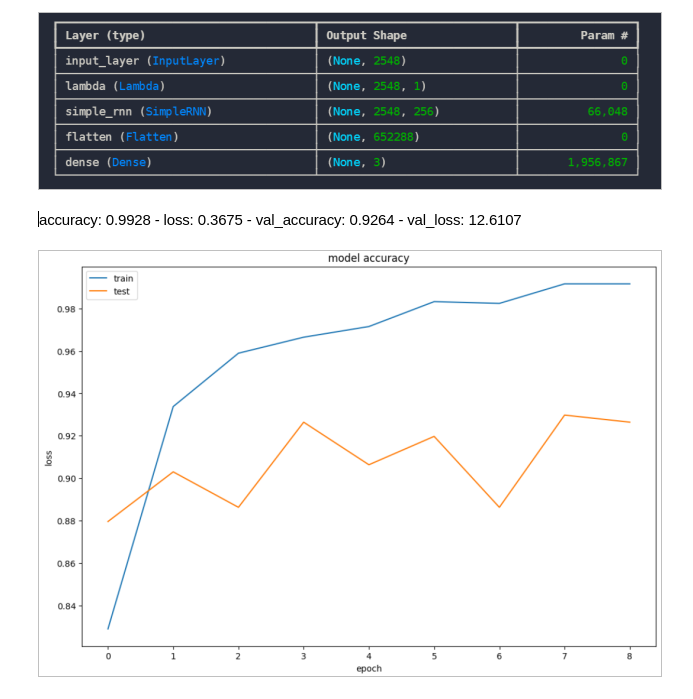 Layer (type) Output Shape Param #
input_layer (InputLayer) (None, 2548) 0
lambda (Lambda) (None, 2548, 1) 0
simple_rnn (SimpleRNN) (None, 2548, 256) 66,048
flatten (Flatten) (None, 652288) 0
dense (Dense) (None, 3) 1,956,867
accuracy: 0.9928 - loss: 0.3675 - val_accuracy: 0.9264 - val_loss: 12.6107
model accuracy
train
test
0.98
0.96
0.94
0.92
0.90
0.88
0.86
0.84
loss
0 1 2 3 4 5 6 7 8
epoch